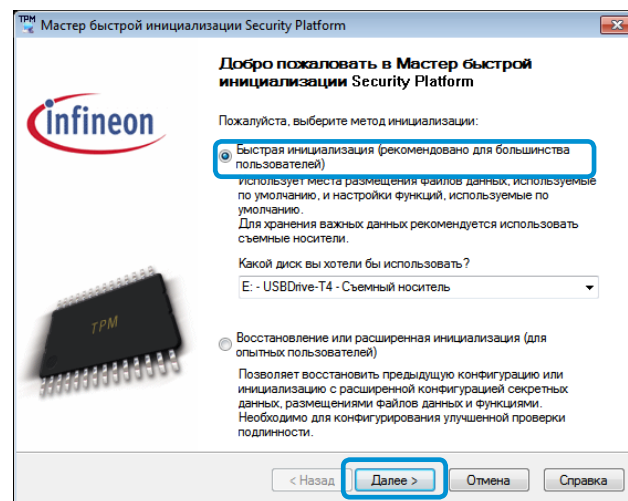 TPM Мастер быстрой инициализации Security Platform
Добро пожаловать в Мастер быстрой
инициализации Security Platform
infineon
Пожалуйста, выберите метод инициализации:
Быстрая инициализация (рекомендовано для большинства
пользователей)
Использует места размещения файлов данных, используемые
по умолчанию, и настройки функций, используемые по
умолчанию.
Для хранения важных данных рекомендуется использовать
съемные носители.
Какой диск вы хотели бы использовать?
E: - USBDrive-T4 - Съемный носитель
TPM
Восстановление или расширенная инициализация (для
опытных пользователей)
Позволяет восстановить предыдущую конфигурацию или
инициализацию с расширенной конфигурацией секретных
данных, размещениями файлов данных и функциями.
Необходимо для конфигурирования улучшенной проверки
подлинности.
< Назад Далее > Отмена Справка